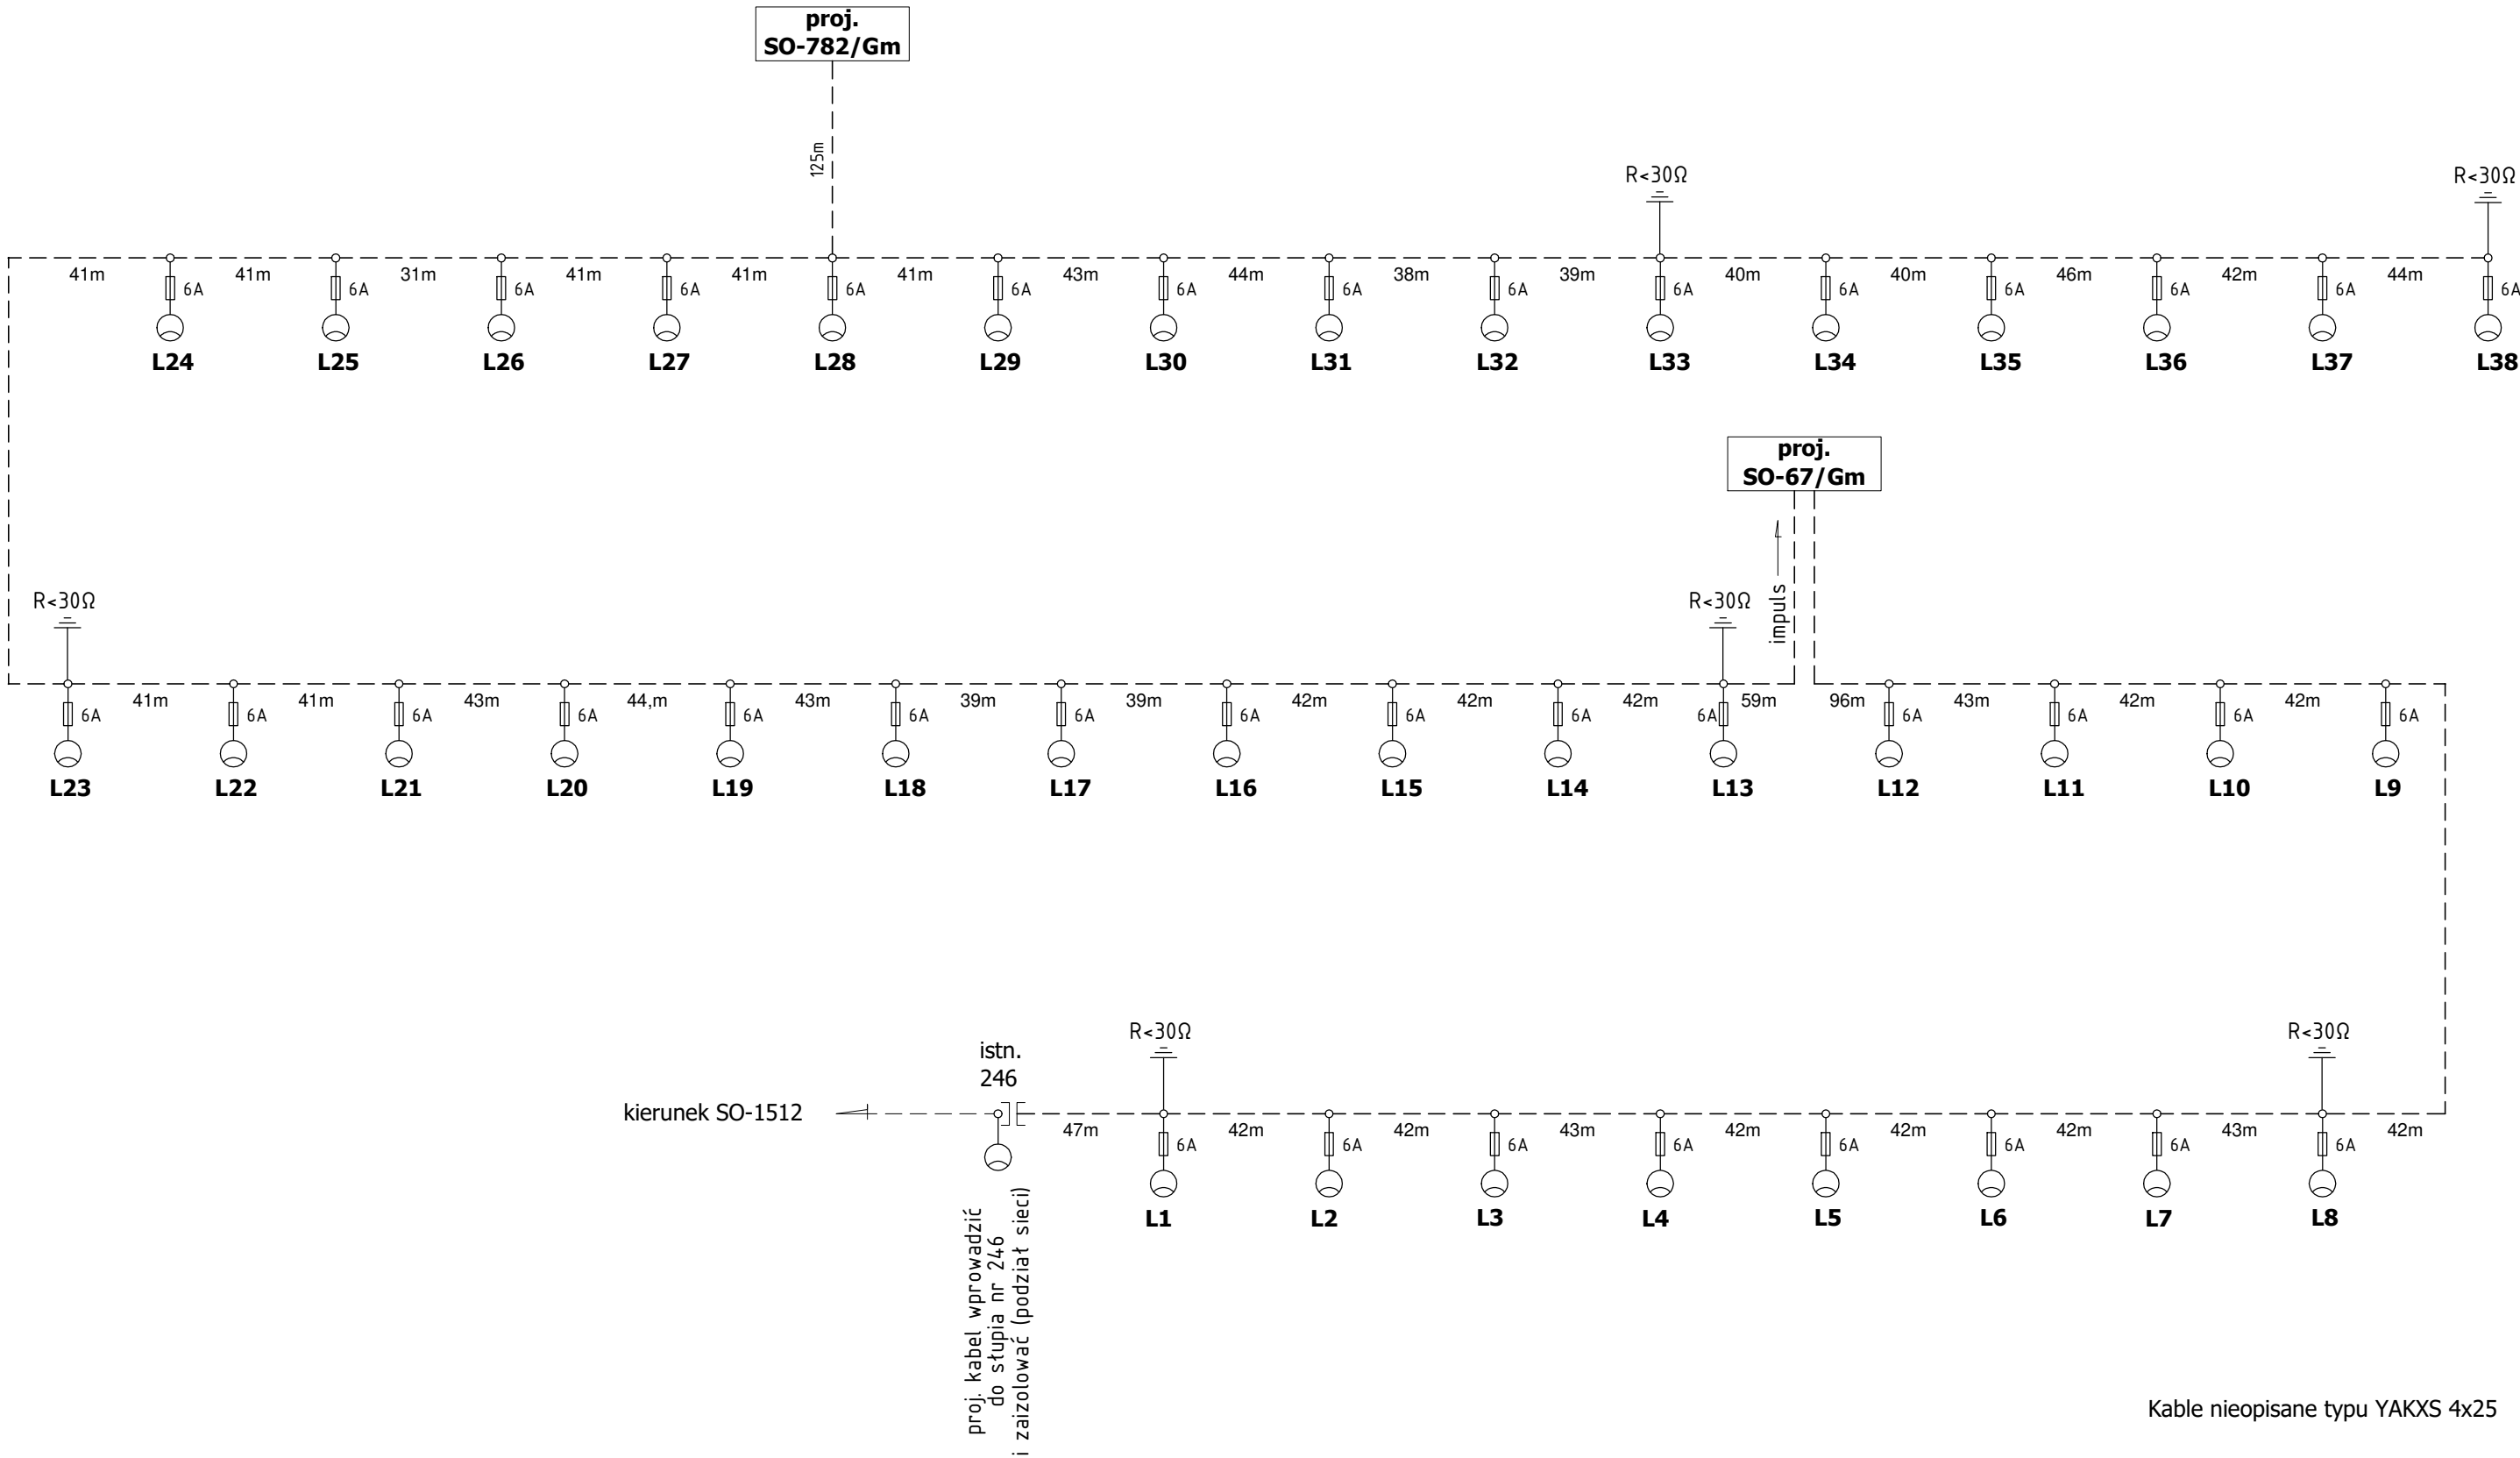 proj.
SO-782/Gm
125m
R<30Ω
R<30Ω
41m 41m 31m 41m 41m 41m 43m 44m 38m 39m 40m 40m 46m 42m 44m
6A 6A 6A 6A 6A 6A 6A 6A 6A 6A 6A 6A 6A 6A 6A
L24 L25 L26 L27 L28 L29 L30 L31 L32 L33 L34 L35 L36 L37 L38
proj.
SO-67/Gm
impuls
R<30Ω
R<30Ω
41m 41m 43m 44,m 43m 39m 39m 42m 42m 42m 59m 96m 43m 42m 42m
6A 6A 6A 6A 6A 6A 6A 6A 6A 6A 6A 6A 6A 6A 6A
L23 L22 L21 L20 L19 L18 L17 L16 L15 L14 L13 L12 L11 L10 L9
R<30Ω
R<30Ω
istn.
246
kierunek SO-1512
47m 42m 42m 43m 42m 42m 42m 43m 42m
6A 6A 6A 6A 6A 6A 6A 6A
L1 L2 L3 L4 L5 L6 L7 L8
proj. kabel wprowadzić
do słupia nr 246
i zaizolować (podział sieci)
Kable nieopisane typu YAKXS 4x25